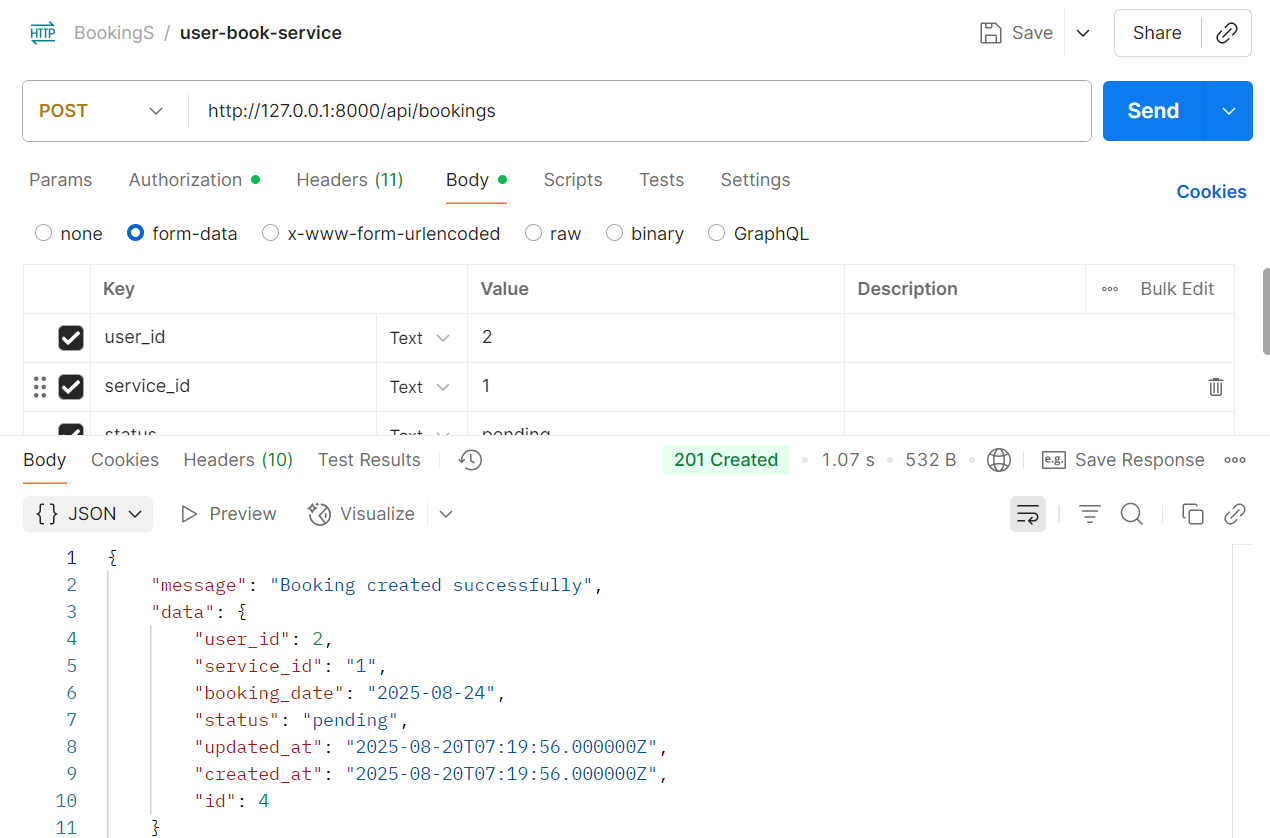 HTTP BookingS / user-book-service Save Share
POST http://127.0.0.1:8000/api/bookings Send
Params Authorization Headers (11) Body Scripts Tests Settings Cookies
none form-data x-www-form-urlencoded raw binary GraphQL
Key Value Description Bulk Edit
user_id Text 2
service_id Text 1
status Text pending
Body Cookies Headers (10) Test Results 201 Created 1.07 s 532 B e.g. Save Response
{} JSON Preview Visualize
1 {
2 "message": "Booking created successfully",
3 "data": {
4 "user_id": 2,
5 "service_id": "1",
6 "booking_date": "2025-08-24",
7 "status": "pending",
8 "updated_at": "2025-08-20T07:19:56.000000Z",
9 "created_at": "2025-08-20T07:19:56.000000Z",
10 "id": 4
11 }